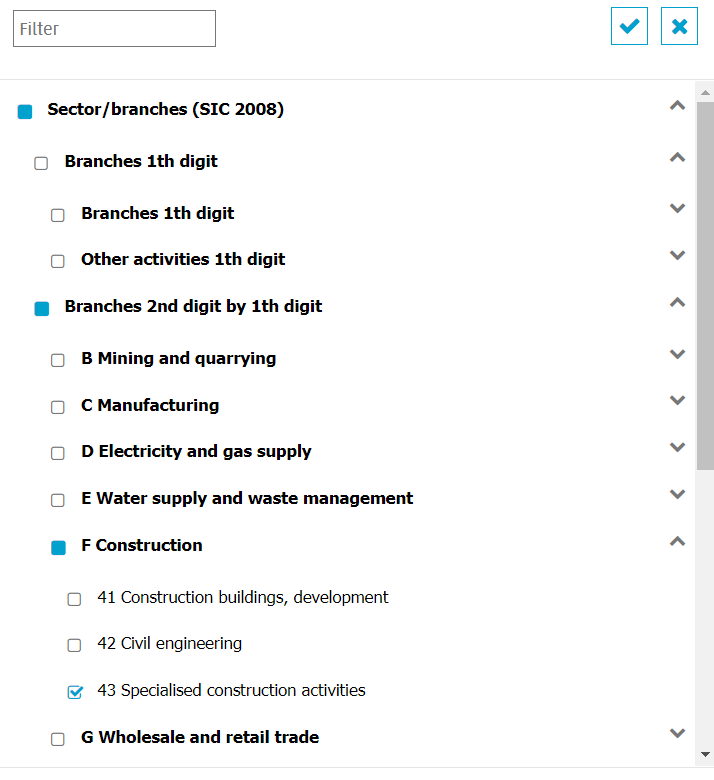 Filter
Sector/branches (SIC 2008)
Branches 1th digit
Branches 1th digit
Other activities 1th digit
Branches 2nd digit by 1th digit
B Mining and quarrying
C Manufacturing
D Electricity and gas supply
E Water supply and waste management
F Construction
41 Construction buildings, development
42 Civil engineering
43 Specialised construction activities
G Wholesale and retail trade